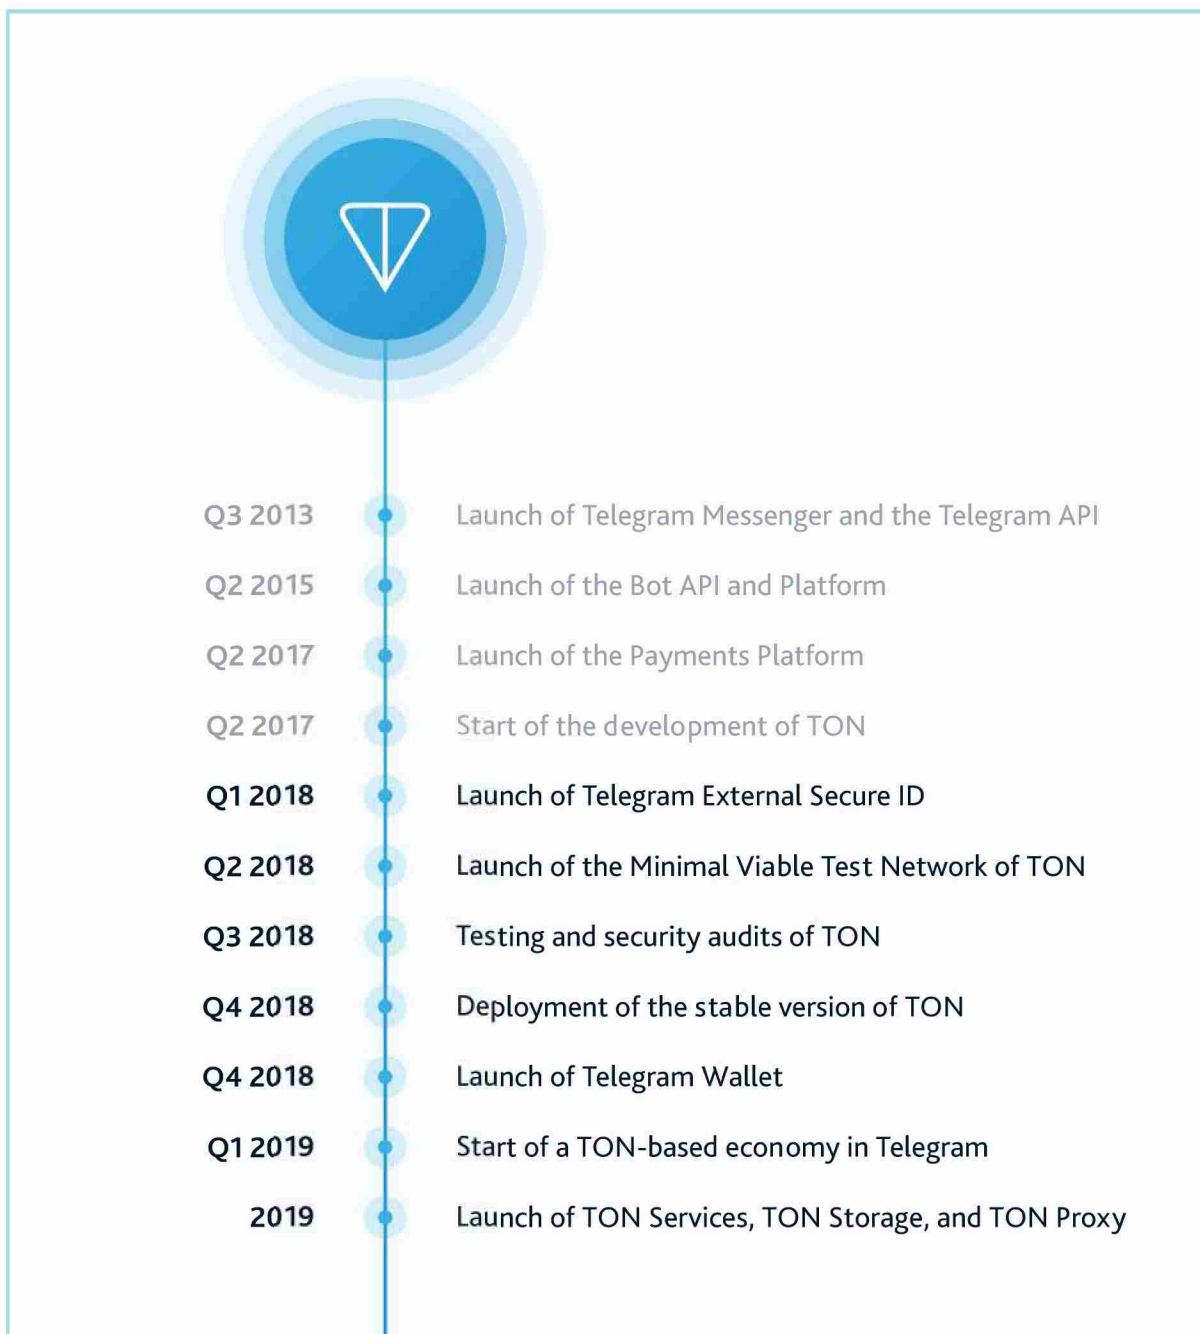 Q3 2013 Launch of Telegram Messenger and the Telegram API
Q2 2015 Launch of the Bot API and Platform
Q2 2017 Launch of the Payments Platform
Q2 2017 Start of the development of TON
Q1 2018 Launch of Telegram External Secure ID
Q2 2018 Launch of the Minimal Viable Test Network of TON
Q3 2018 Testing and security audits of TON
Q4 2018 Deployment of the stable version of TON
Q4 2018 Launch of Telegram Wallet
Q1 2019 Start of a TON-based economy in Telegram
2019 Launch of TON Services, TON Storage, and TON Proxy